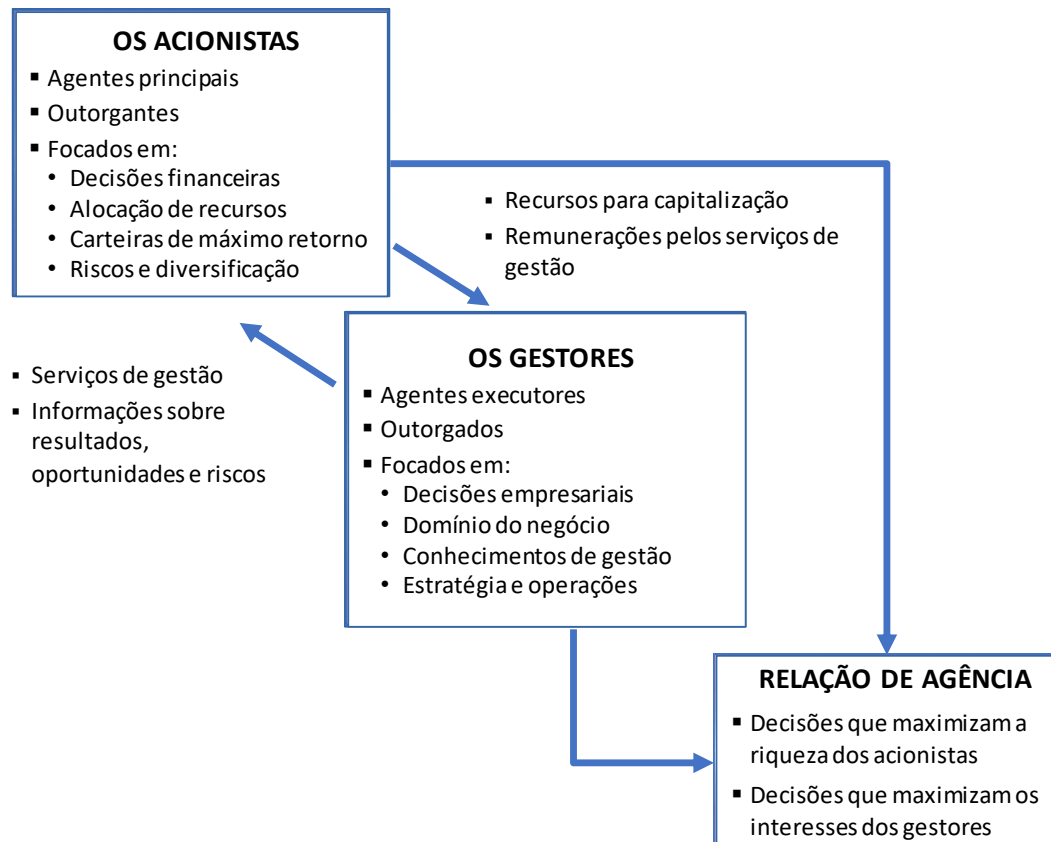 OS ACIONISTAS
▪ Agentes principais
▪ Outorgantes
▪ Focados em:
• Decisões financeiras
• Alocação de recursos
• Carteiras de máximo retorno
• Riscos e diversificação
▪ Recursos para capitalização
▪ Remunerações pelos serviços de
gestão
▪ Serviços de gestão
▪ Informações sobre
resultados,
oportunidades e riscos
OS GESTORES
▪ Agentes executores
▪ Outorgados
▪ Focados em:
• Decisões empresariais
• Domínio do negócio
• Conhecimentos de gestão
• Estratégia e operações
RELAÇÃO DE AGÊNCIA
▪ Decisões que maximizam a
riqueza dos acionistas
▪ Decisões que maximizam os
interesses dos gestores